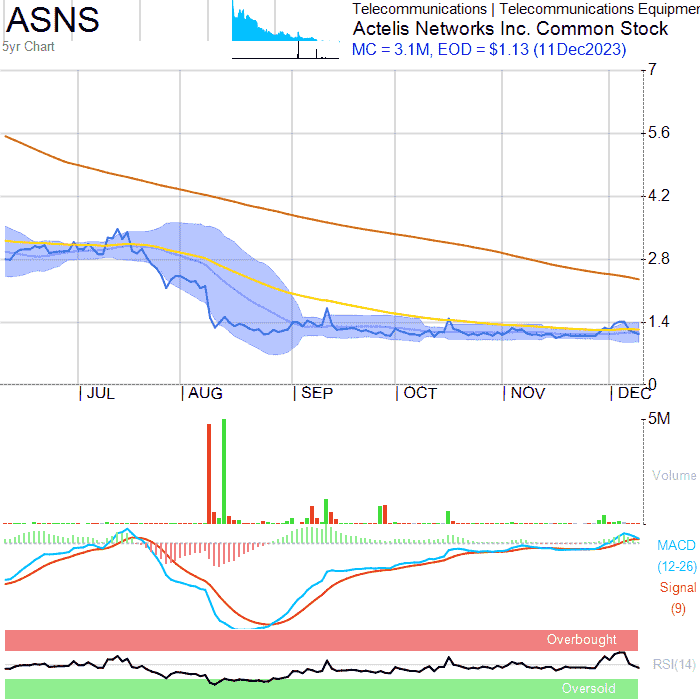 ASNS
5yr Chart
Telecommunications | Telecommunications Equipmen
Actelis Networks Inc. Common Stock
MC = 3.1M, EOD = $1.13 (11Dec2023)
7
5.6
4.2
2.8
1.4
0
JUL
AUG
SEP
OCT
NOV
DEC
5M
Volume
MACD
(12-26)
Signal
(9)
Overbought
RSI(14)
Oversold